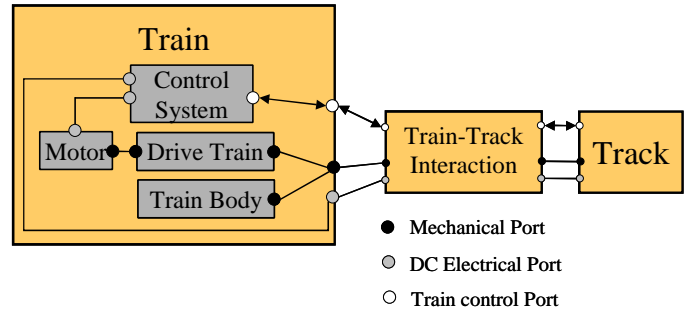 Train
Control
System
Motor
Drive Train
Train Body
Train-Track
Interaction
Track
Mechanical Port
DC Electrical Port
Train control Port